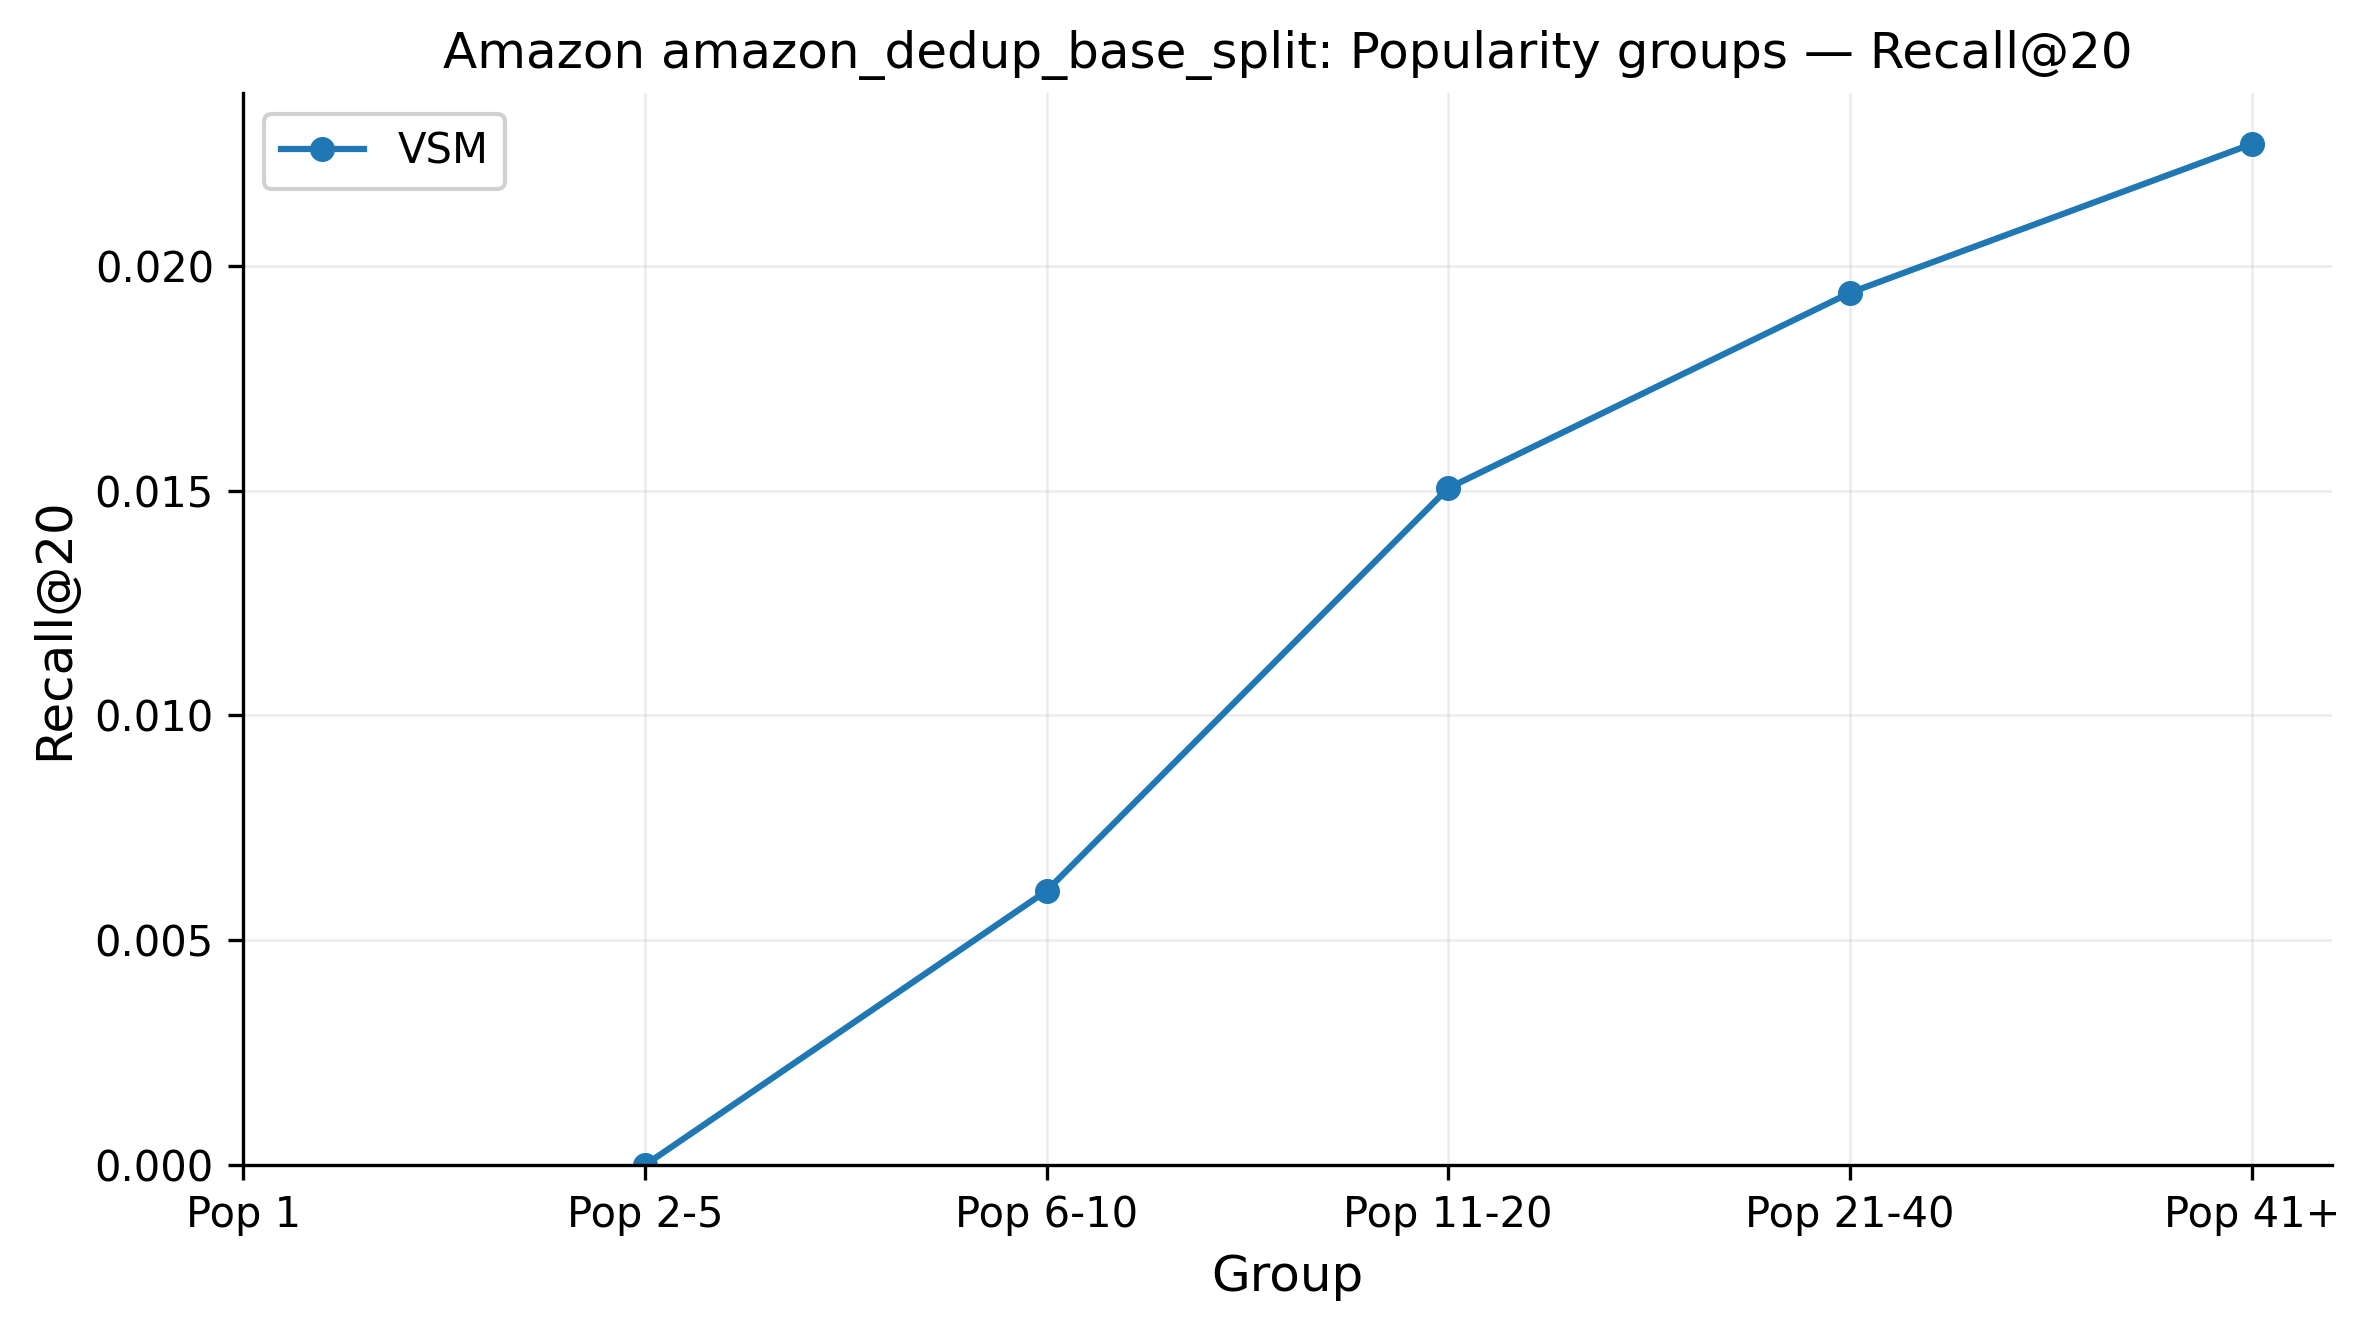 Amazon amazon_dedup_base_split: Popularity groups — Recall@20
VSM
Recall@20
0.020
0.015
0.010
0.005
0.000
Pop 1
Pop 2-5
Pop 6-10
Pop 11-20
Pop 21-40
Pop 41+
Group